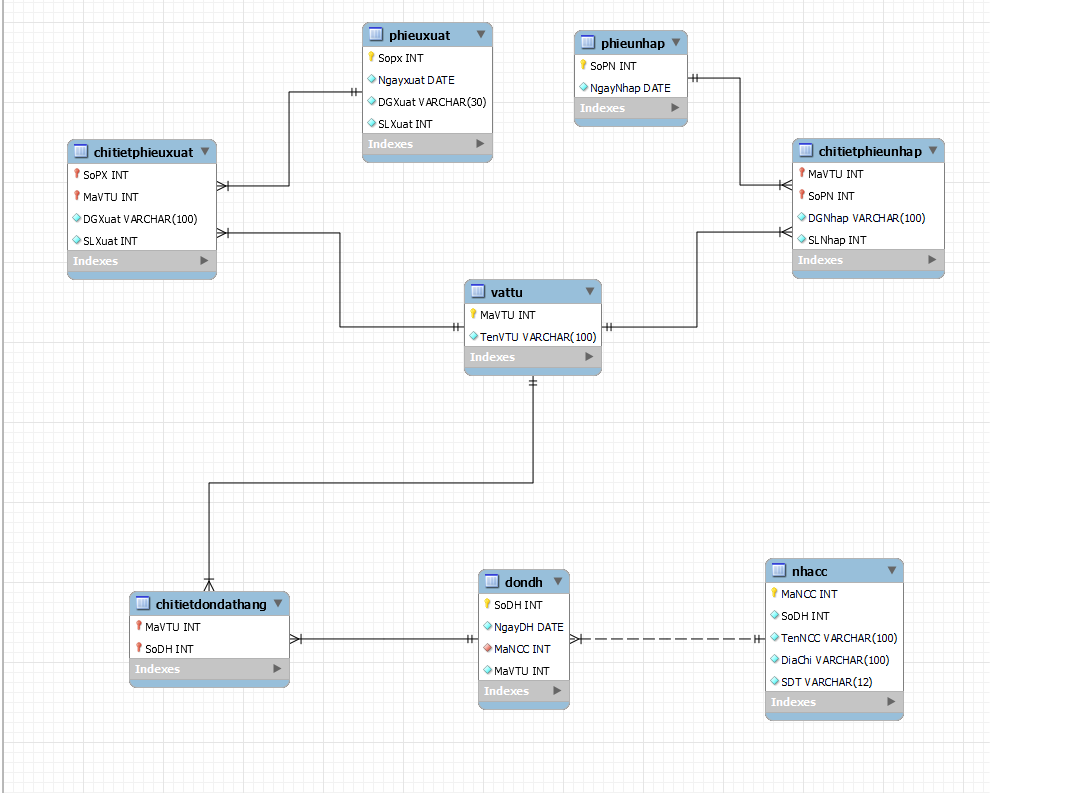 phieuxuat
Sopx INT
Ngayxuat DATE
DGXuat VARCHAR(30)
SLXuat INT
Indexes
phieunhap
SoPN INT
NgayNhap DATE
Indexes
chitietphieuxuat
SoPX INT
MaVTU INT
DGXuat VARCHAR(100)
SLXuat INT
Indexes
chitietphieunhap
MaVTU INT
SoPN INT
DGNhap VARCHAR(100)
SLNhap INT
Indexes
vattu
MaVTU INT
TenVTU VARCHAR(100)
Indexes
chitietdondathang
MaVTU INT
SoDH INT
Indexes
dondh
SoDH INT
NgayDH DATE
MaNCC INT
MaVTU INT
Indexes
nhacc
MaNCC INT
SoDH INT
TenNCC VARCHAR(100)
DiaChi VARCHAR(100)
SDT VARCHAR(12)
Indexes